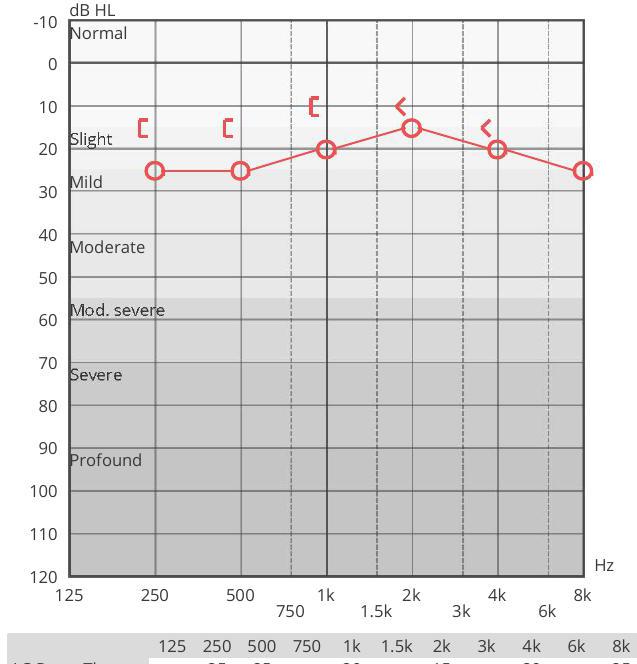 dB HL
-10
Normal
0
10
Slight
20
Mild
30
40
Moderate
50
Mod. severe
60
70
Severe
80
90
Profound
100
110
Hz
120
125 250 500 1k 2k 4k 8k
750 1.5k 3k 6k
125 250 500 750 1k 1.5k 2k 3k 4k 6k 8k